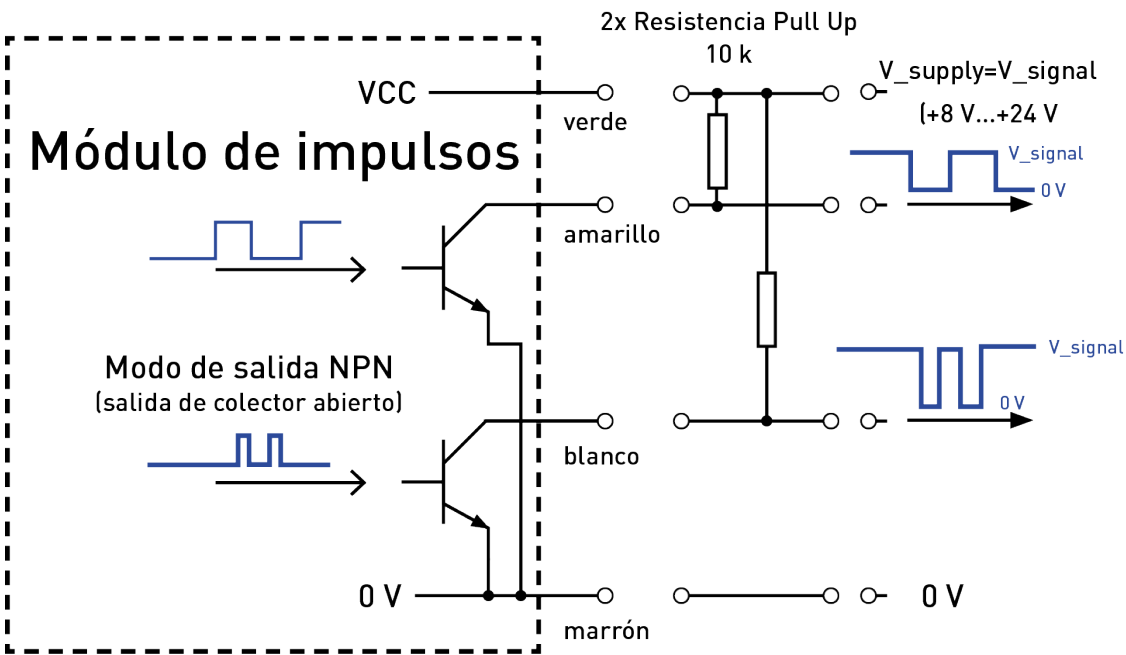 2x Resistencia Pull Up
10 k
VCC
verde
V_supply=V_signal
(+8 V...+24 V
Módulo de impulsos
V_signal
0 V
amarillo
Modo de salida NPN
(salida de colector abierto)
V_signal
0 V
blanco
0 V
marrón
0 V